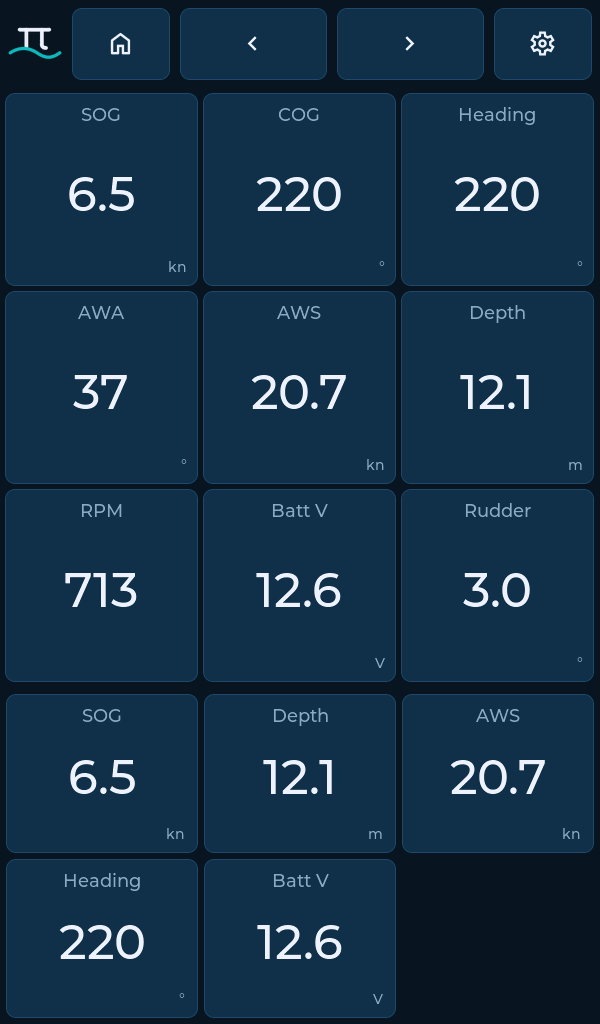 SOG
6.5
kn
COG
220
°
Heading
220
°
AWA
37
°
AWS
20.7
kn
Depth
12.1
m
RPM
713
Batt V
12.6
V
Rudder
3.0
°
SOG
6.5
kn
Depth
12.1
m
AWS
20.7
kn
Heading
220
°
Batt V
12.6
V